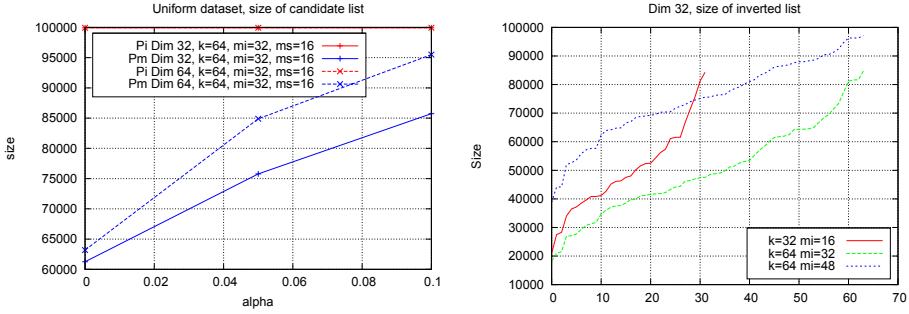 Uniform dataset, size of candidate list
100000
95000
90000
85000
80000
75000
70000
65000
60000
size
Pi Dim 32, k=64, mi=32, ms=16
Pm Dim 32, k=64, mi=32, ms=16
Pi Dim 64, k=64, mi=32, ms=16
Pm Dim 64, k=64, mi=32, ms=16
0 0.02 0.04 0.06 0.08 0.1
alpha
Dim 32, size of inverted list
100000
90000
80000
70000
60000
50000
40000
30000
20000
10000
Size
k=32 mi=16
k=64 mi=32
k=64 mi=48
0 10 20 30 40 50 60 70